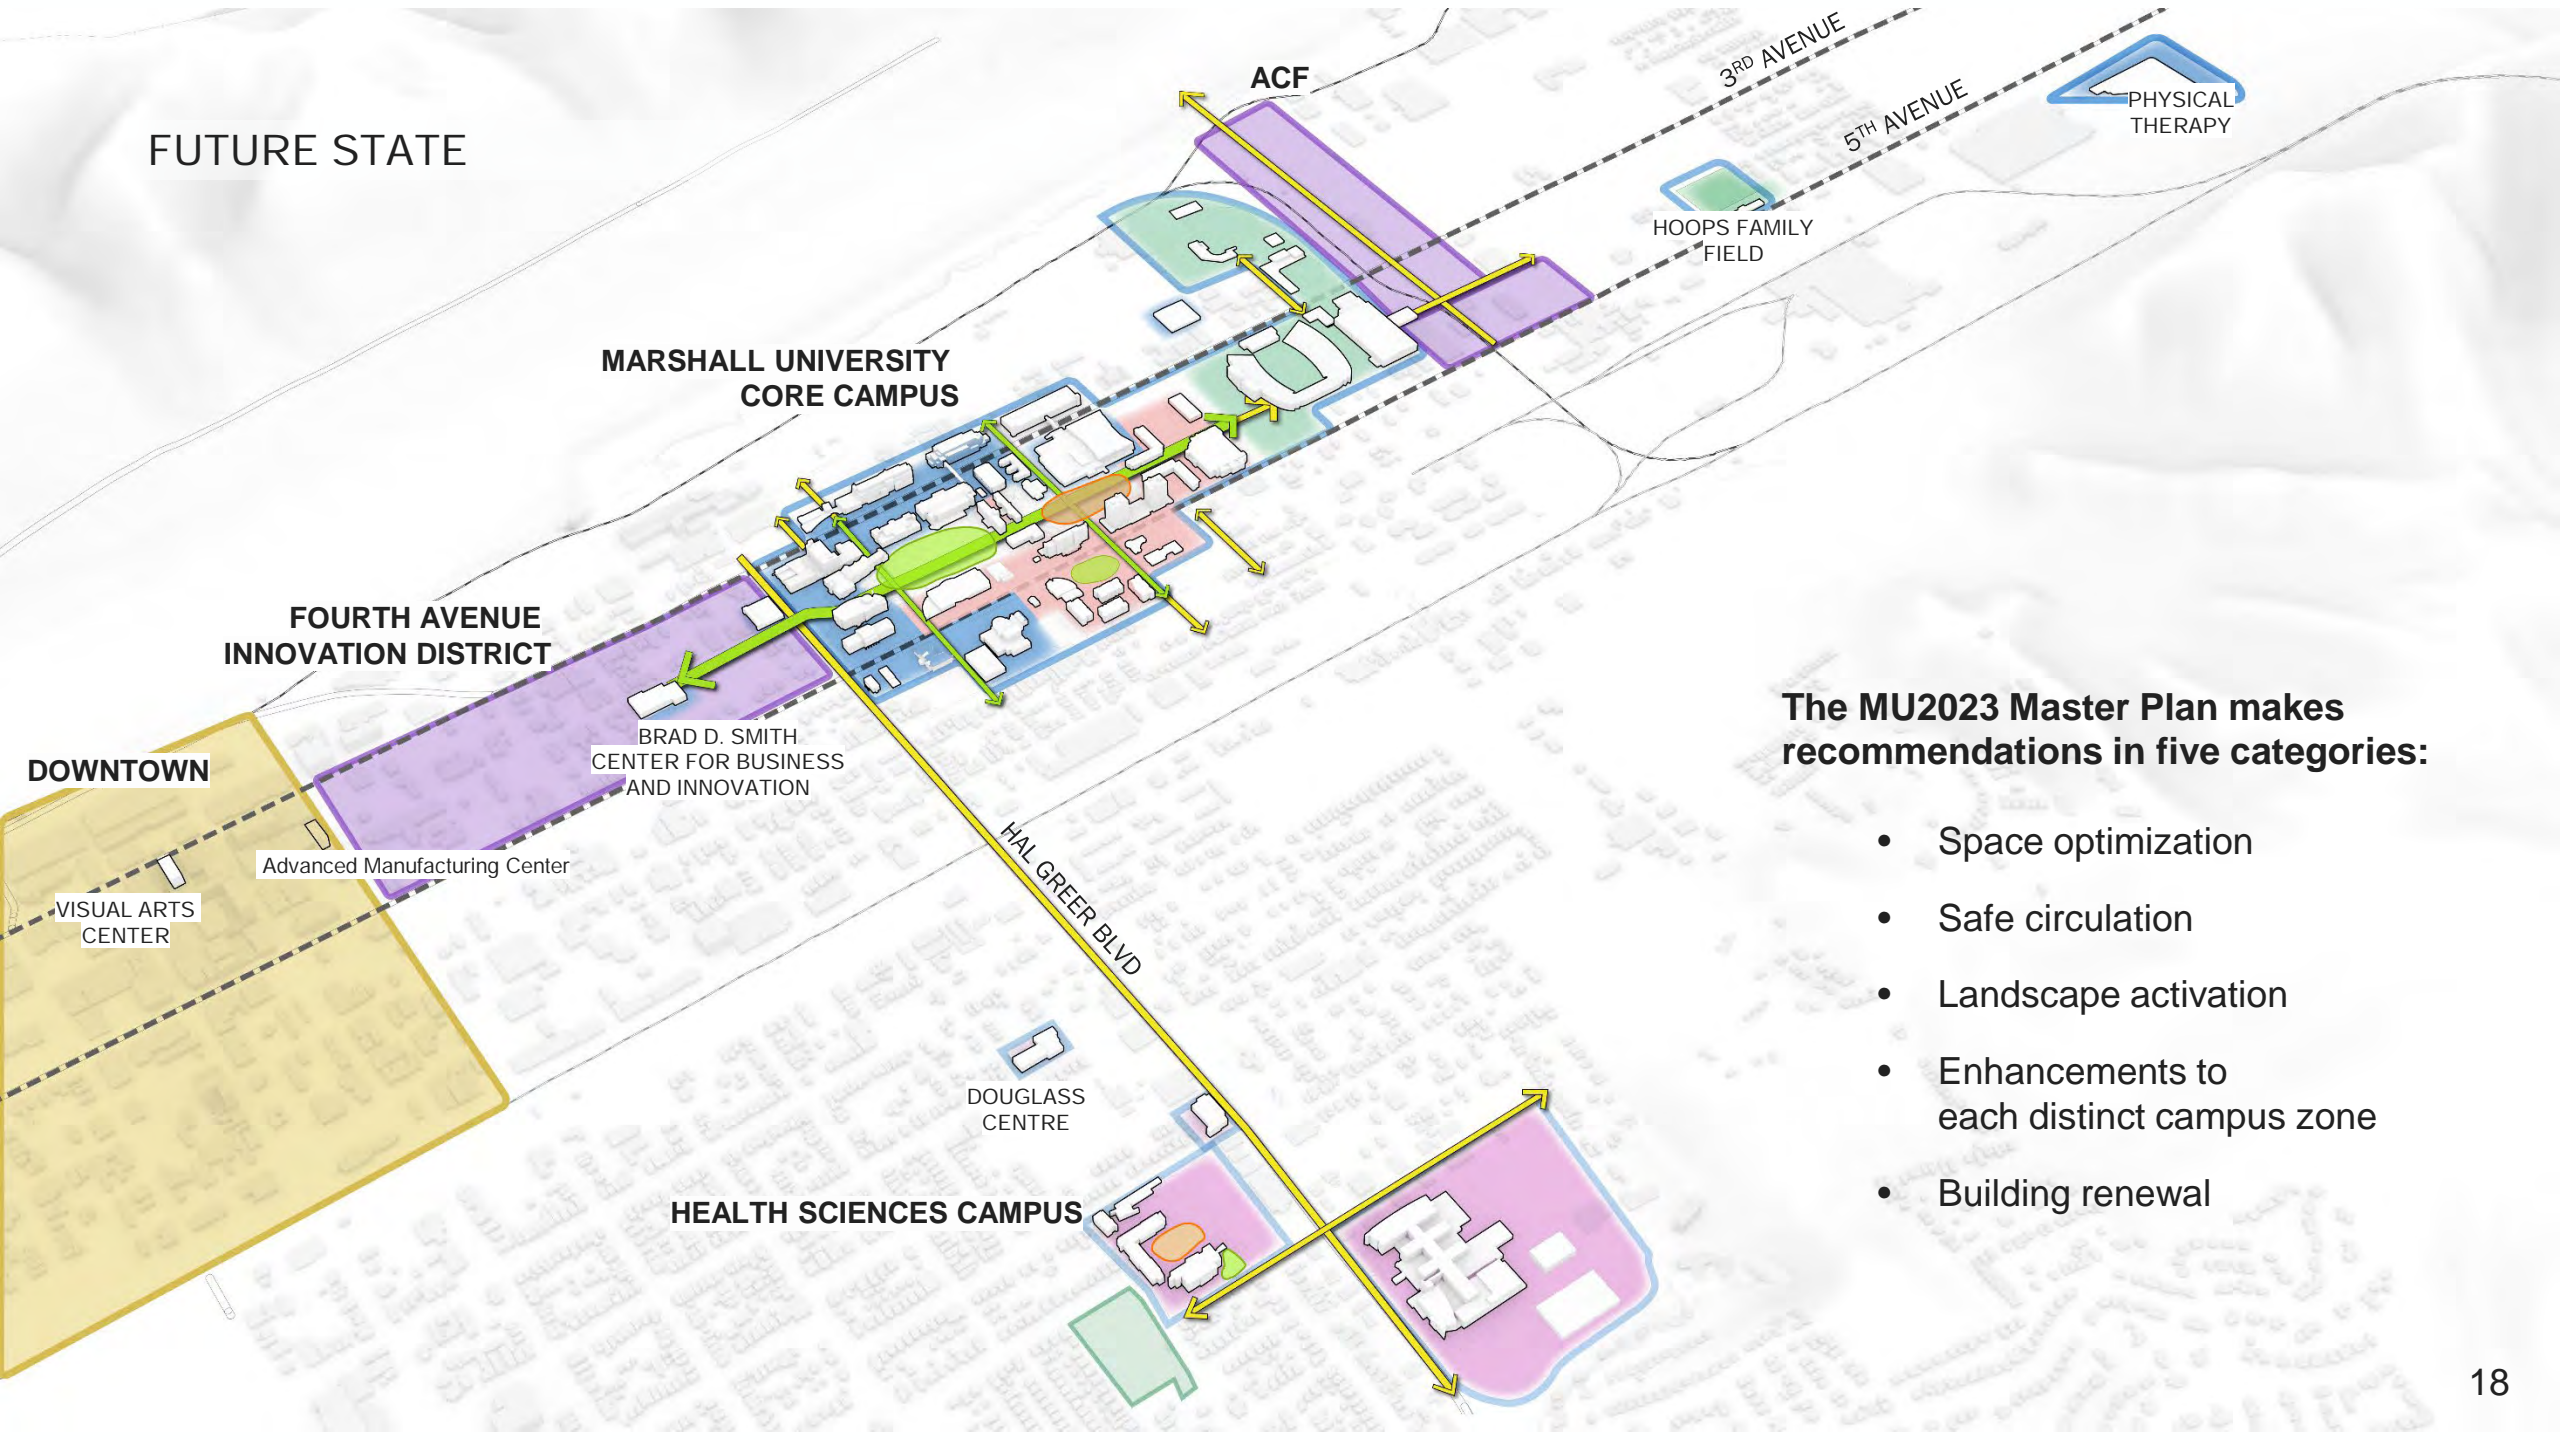 FUTURE STATE
ACF
3RD AVENUE
5TH AVENUE
PHYSICAL
THERAPY
HOOPS FAMILY
FIELD
MARSHALL UNIVERSITY
CORE CAMPUS
FOURTH AVENUE
INNOVATION DISTRICT
BRAD D. SMITH
CENTER FOR BUSINESS
AND INNOVATION
DOWNTOWN
Advanced Manufacturing Center
VISUAL ARTS
CENTER
HAL GREER BLVD
DOUGLASS
CENTRE
HEALTH SCIENCES CAMPUS
The MU2023 Master Plan makes
recommendations in five categories:
• Space optimization
• Safe circulation
• Landscape activation
• Enhancements to
each distinct campus zone
• Building renewal
18